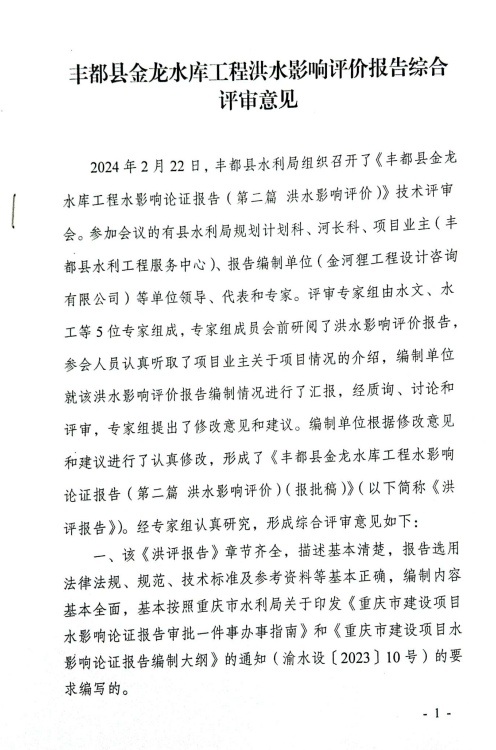 丰都县金龙水库工程洪水影响评价报告综合
评审意见
2024年2月22日，丰都县水利局组织召开了《丰都县金龙
水库工程水影响论证报告（第二篇 洪水影响评价）》技术评审
会。参加会议的有县水利局规划计划科、河长科、项目业主（丰
都县水利工程服务中心）、报告编制单位（金河狸工程设计咨询
有限公司）等单位领导、代表和专家。评审专家组由水文、水
工等5位专家组成，专家组成员会前研阅了洪水影响评价报告，
参会人员认真听取了项目业主关于项目情况的介绍，编制单位
就该洪水影响评价报告编制情况进行了汇报，经质询、讨论和
评审，专家组提出了修改意见和建议。编制单位根据修改意见
和建议进行了认真修改，形成了《丰都县金龙水库工程水影响
论证报告（第二篇 洪水影响评价）（报批稿）》（以下简称《洪
评报告》）。经专家组认真研究，形成综合评审意见如下：
一、该《洪评报告》章节齐全，描述基本清楚，报告选用
法律法规、规范、技术标准及参考资料等基本正确，编制内容
基本全面，基本按照重庆市水利局关于印发《重庆市建设项目
水影响论证报告审批一件事办事指南》和《重庆市建设项目水
影响论证报告编制大纲》的通知（渝水设〔2023〕10号）的要
求编写的。
- 1 -